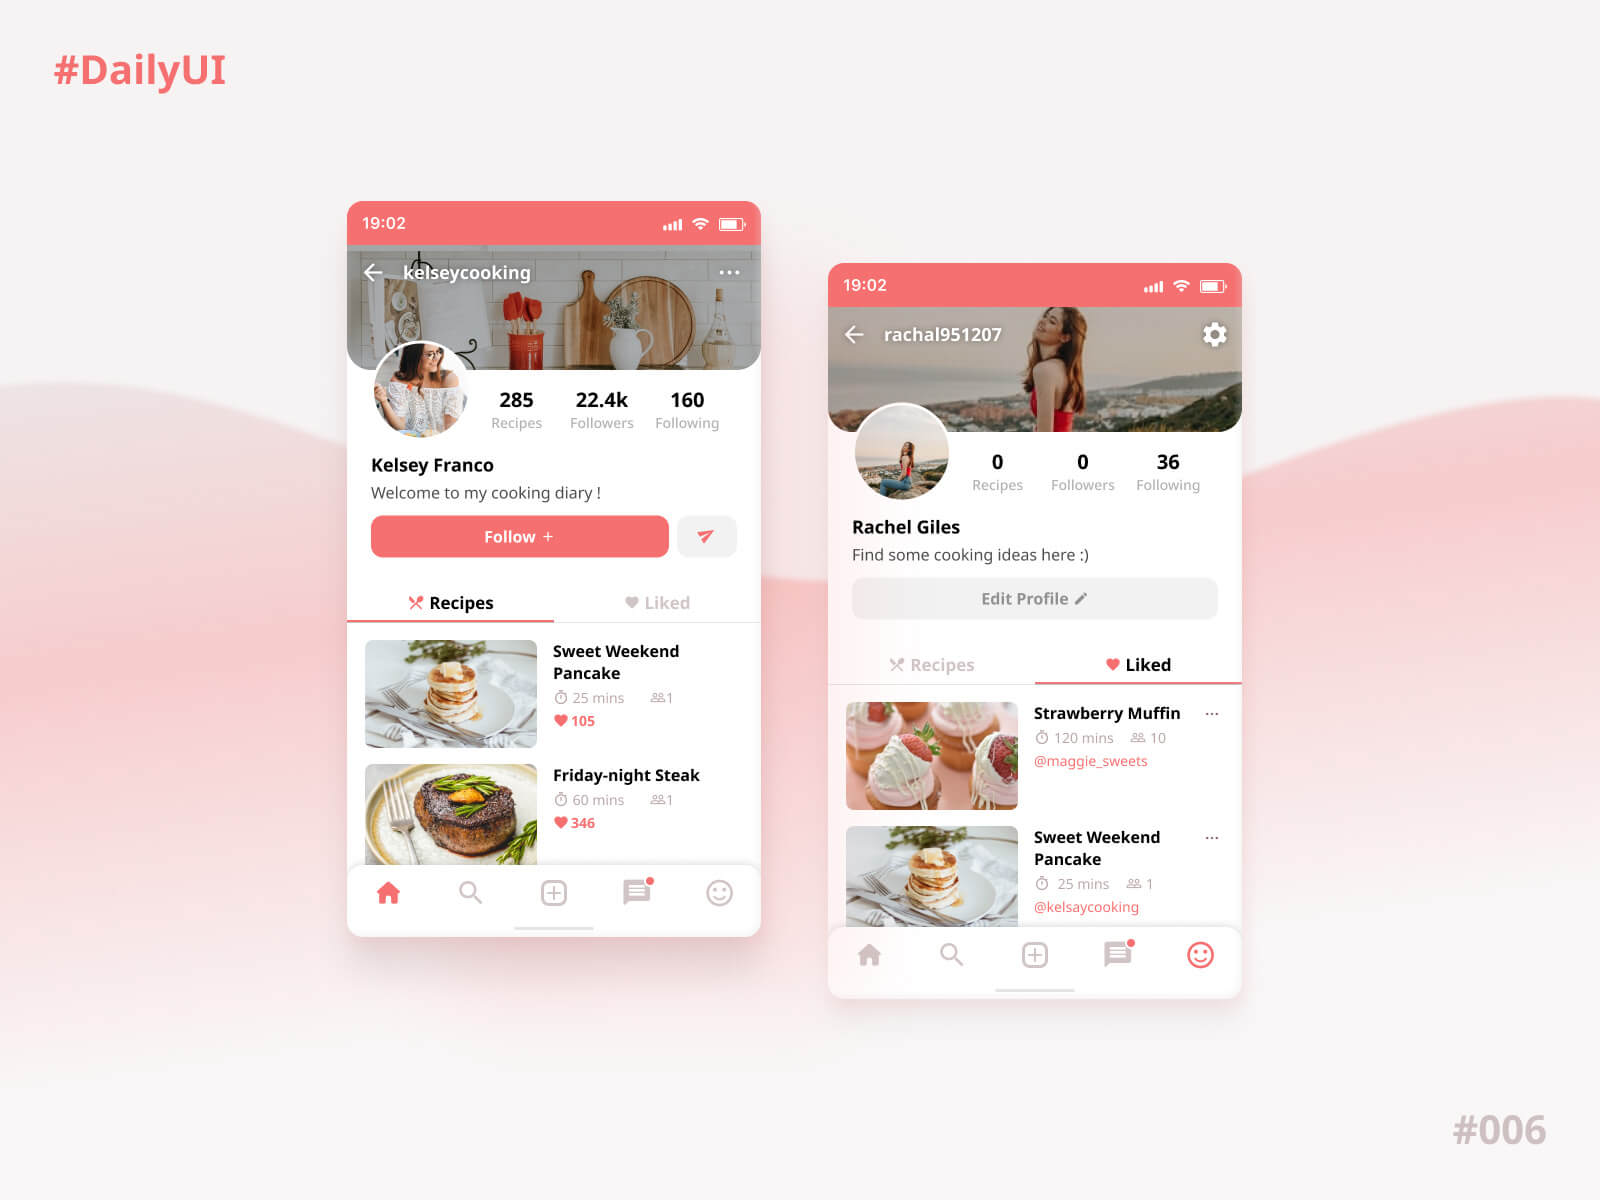 #DailyUI
19:02
kelseycooking
285 22.4k 160
Recipes Followers Following
Kelsey Franco
Welcome to my cooking diary !
Follow +
Recipes Liked
Sweet Weekend
Pancake
25 mins 1
105
Friday-night Steak
60 mins 1
346
19:02
rachal951207
0 0 36
Recipes Followers Following
Rachel Giles
Find some cooking ideas here :)
Edit Profile
Recipes Liked
Strawberry Muffin
120 mins 10
@maggie_sweets
Sweet Weekend
Pancake
25 mins 1
@kelsaycooking
#006